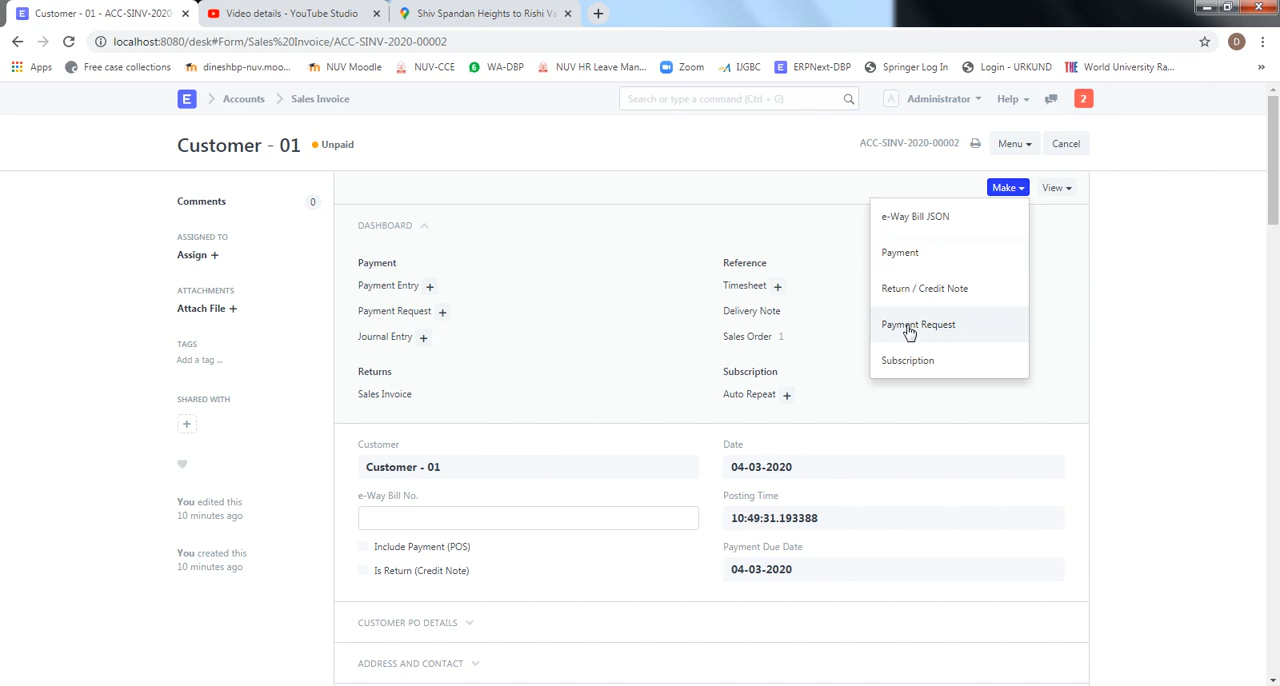 Customer - 01 - ACC-SINV-2020-
Video details - YouTube Studio
Shiv Spandan Heights to Rishi Va
localhost:8080/desk#Form/Sales%20Invoice/ACC-SINV-2020-00002
D
Apps
Free case collections
dineshbp-nuv.moo...
NUV Moodle
NUV-CCE
WA-DBP
NUV HR Leave Man...
Zoom
IJGBC
ERPNext-DBP
Springer Log In
Login - URKUND
World University Ra...
E
Accounts
Sales Invoice
Search or type a command (Ctrl + G)
A
Administrator
Help
2
Customer - 01
Unpaid
ACC-SINV-2020-00002
Menu
Cancel
Make
View
e-Way Bill JSON
Payment
Return / Credit Note
Payment Request
Subscription
Comments 0
ASSIGNED TO
Assign +
ATTACHMENTS
Attach File +
TAGS
Add a tag ...
SHARED WITH
+
You edited this
10 minutes ago
You created this
10 minutes ago
DASHBOARD
Payment
Payment Entry +
Payment Request +
Journal Entry +
Returns
Sales Invoice
Reference
Timesheet +
Delivery Note
Sales Order 1
Subscription
Auto Repeat +
Customer
Customer - 01
e-Way Bill No.
Include Payment (POS)
Is Return (Credit Note)
Date
04-03-2020
Posting Time
10:49:31.193388
Payment Due Date
04-03-2020
CUSTOMER PO DETAILS
ADDRESS AND CONTACT